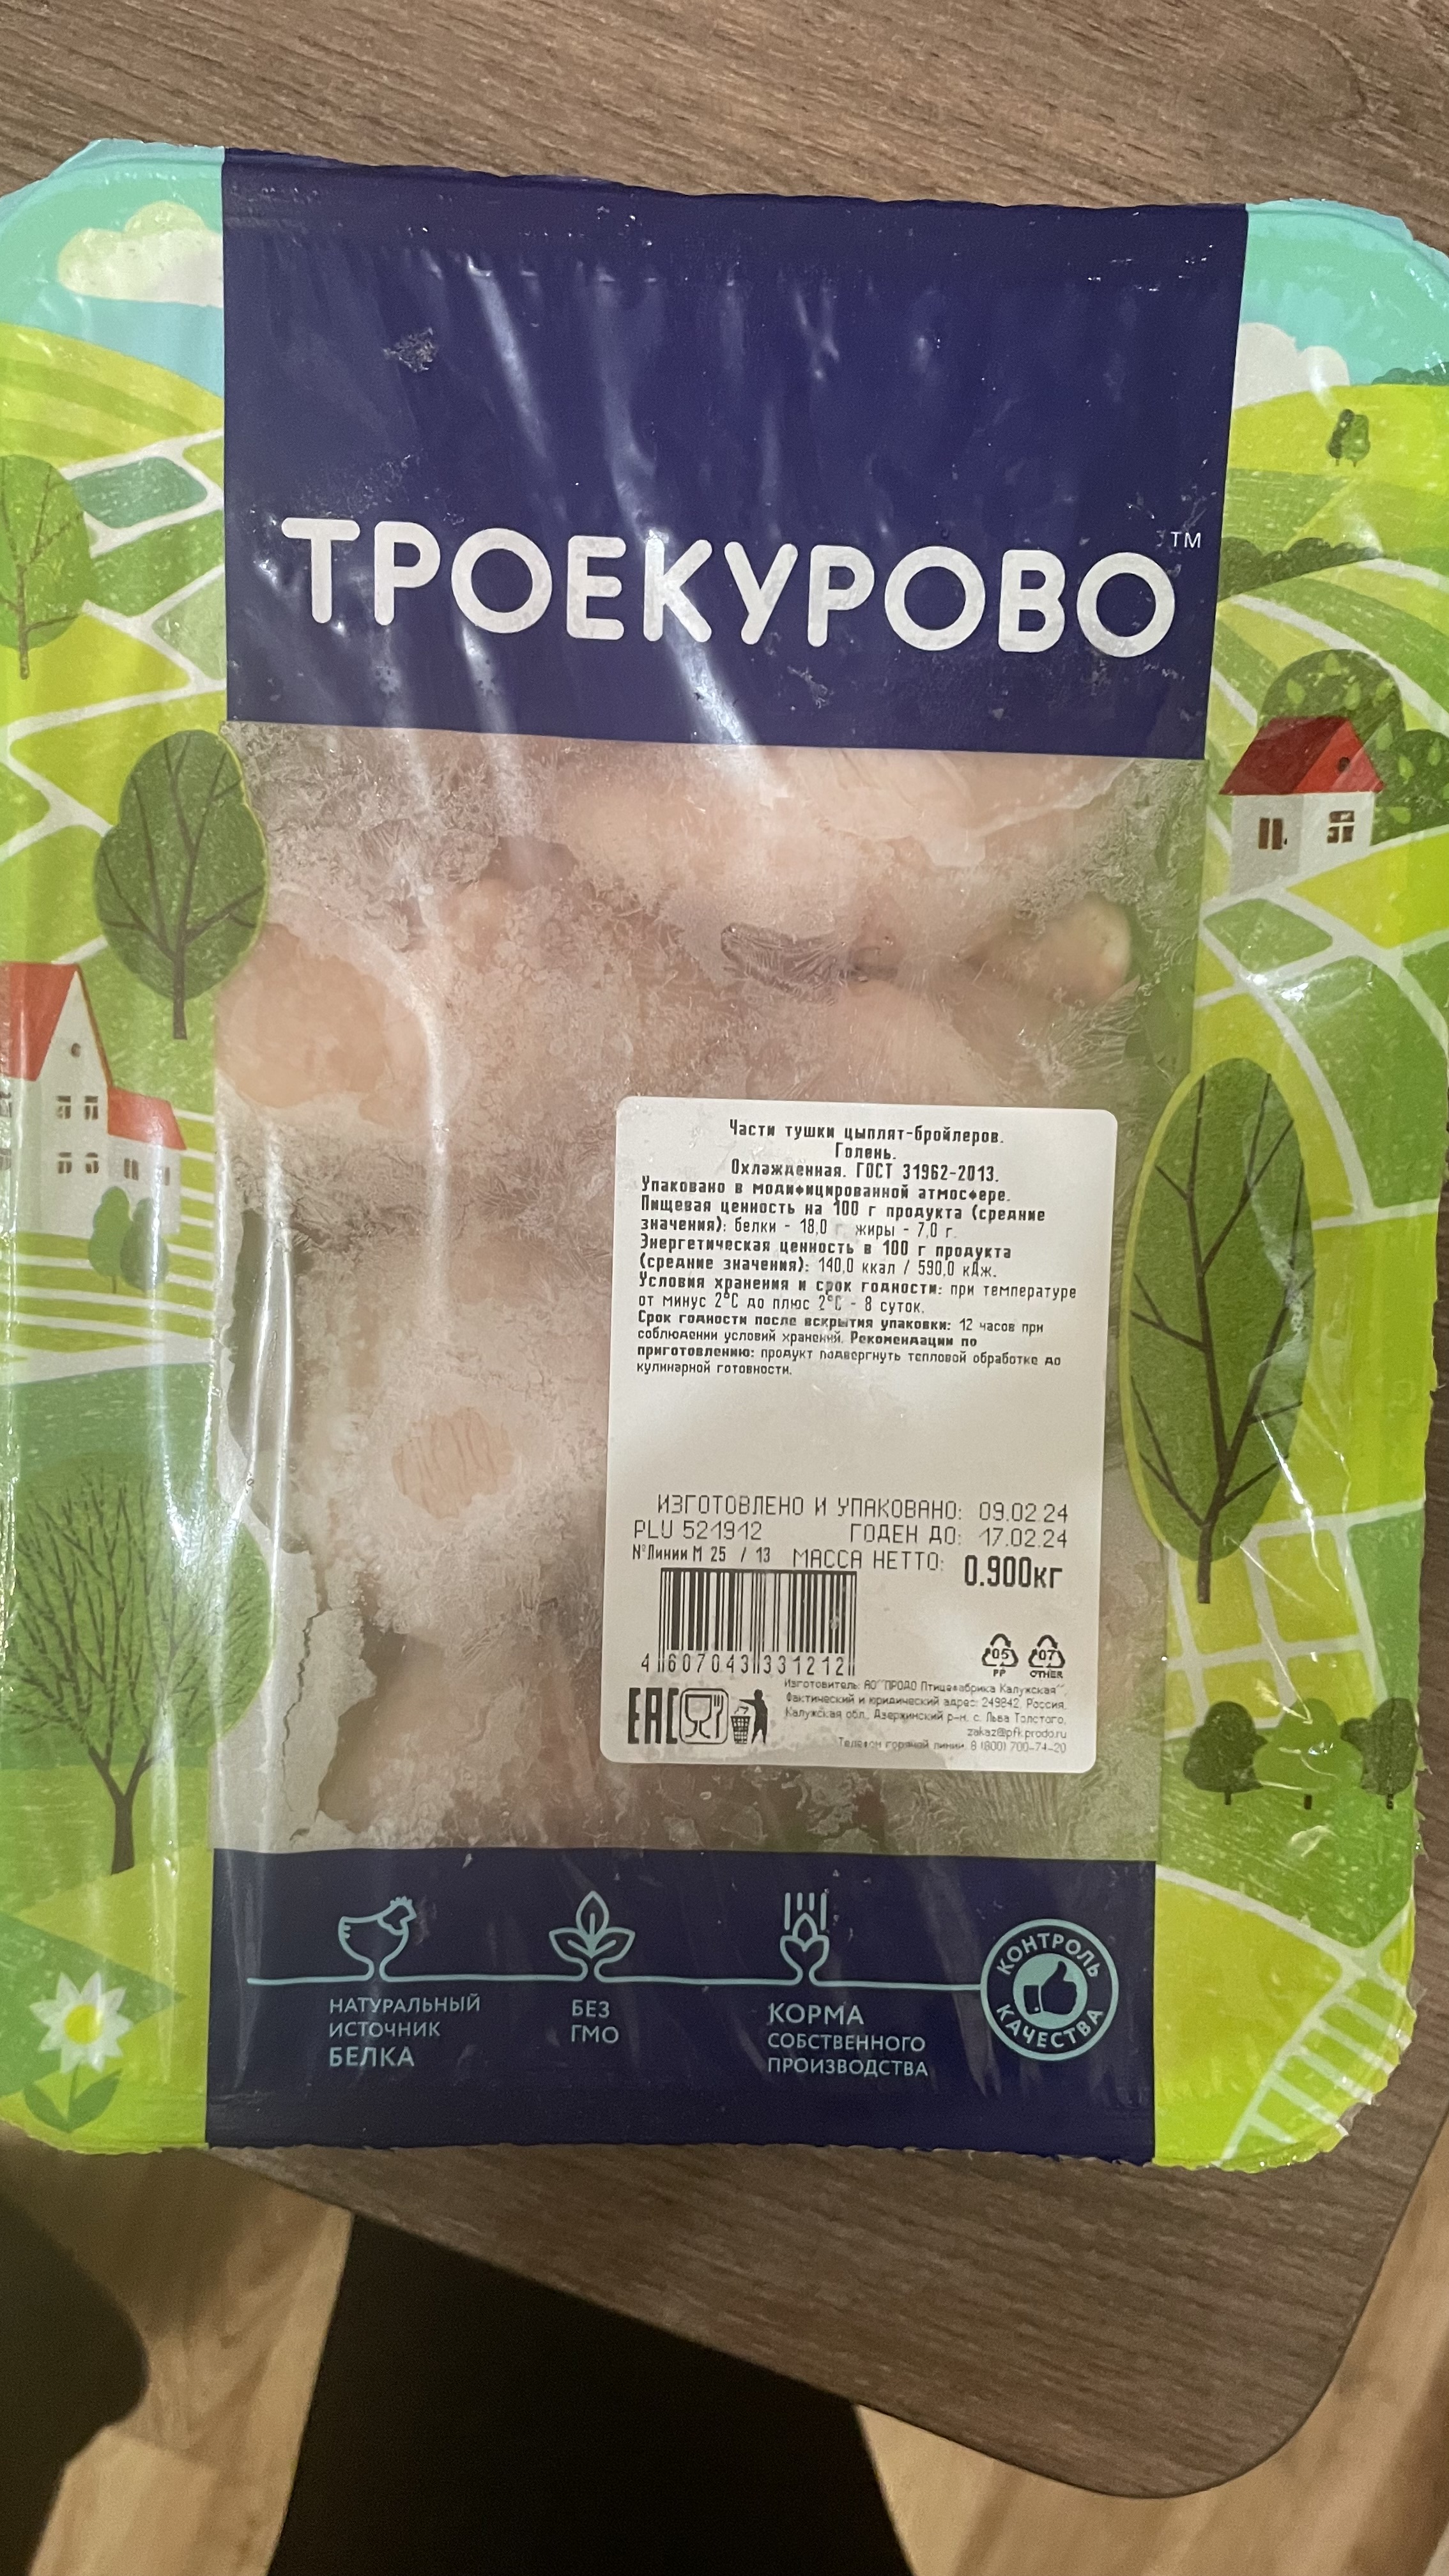 ТРОЕКУРОВО™
Части тушки цыплят-бройлеров.
Голень.
Охлажденная. ГОСТ 31962-2013.
Упаковано в модифицированной атмосфере.
Пищевая ценность на 100 г продукта (средние
значения): белки - 18,0 г. жиры - 7,0 г.
Энергетическая ценность в 100 г продукта
(средние значения): 140,0 ккал / 590,0 кДж.
Условия хранения и срок годности: при температуре
от минус 2°С до плюс 2°С - 8 суток.
Срок годности после вскрытия упаковки: 12 часов при
соблюдении условий хранений. Рекомендации по
приготовлению: продукт подвергнуть тепловой обработке до
кулинарной готовности.
ИЗГОТОВЛЕНО И УПАКОВАНО: 09.02.24
PLU 521912 ГОДЕН ДО: 17.02.24
№Линии М 25 / 13 МАССА НЕТТО: 0.900кг
4 607043 331212
05 07
PP OTHER
Изготовитель: АО "ПРОДО Птицефабрика Калужская".
Фактический и юридический адрес: 249842, Россия,
Калужская обл., Дзержинский р-н, с. Льва Толстого,
zakaz@pfk.prodo.ru
Телефон горячей линии: 8 (800) 700-74-20
EAC
НАТУРАЛЬНЫЙ
ИСТОЧНИК
БЕЛКА
БЕЗ
ГМО
КОРМА
СОБСТВЕННОГО
ПРОИЗВОДСТВА
КОНТРОЛЬ
КАЧЕСТВА